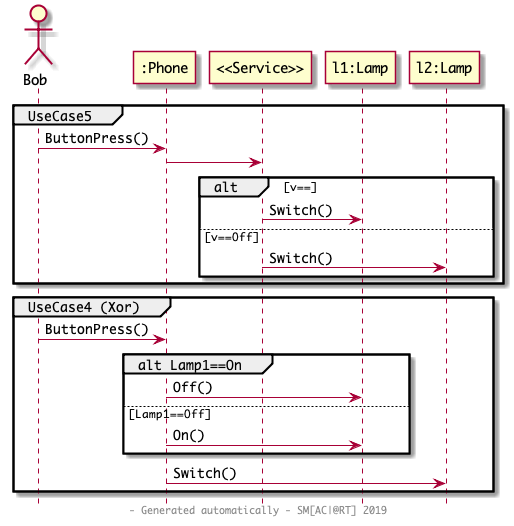 Bob
:Phone
<<Service>>
l1:Lamp
l2:Lamp
UseCase5
ButtonPress()
alt
[v==]
Switch()
[v==Off]
Switch()
UseCase4 (Xor)
ButtonPress()
alt Lamp1==On
Off()
[Lamp1==Off]
On()
Switch()
- Generated automatically - SM[AC|@RT] 2019